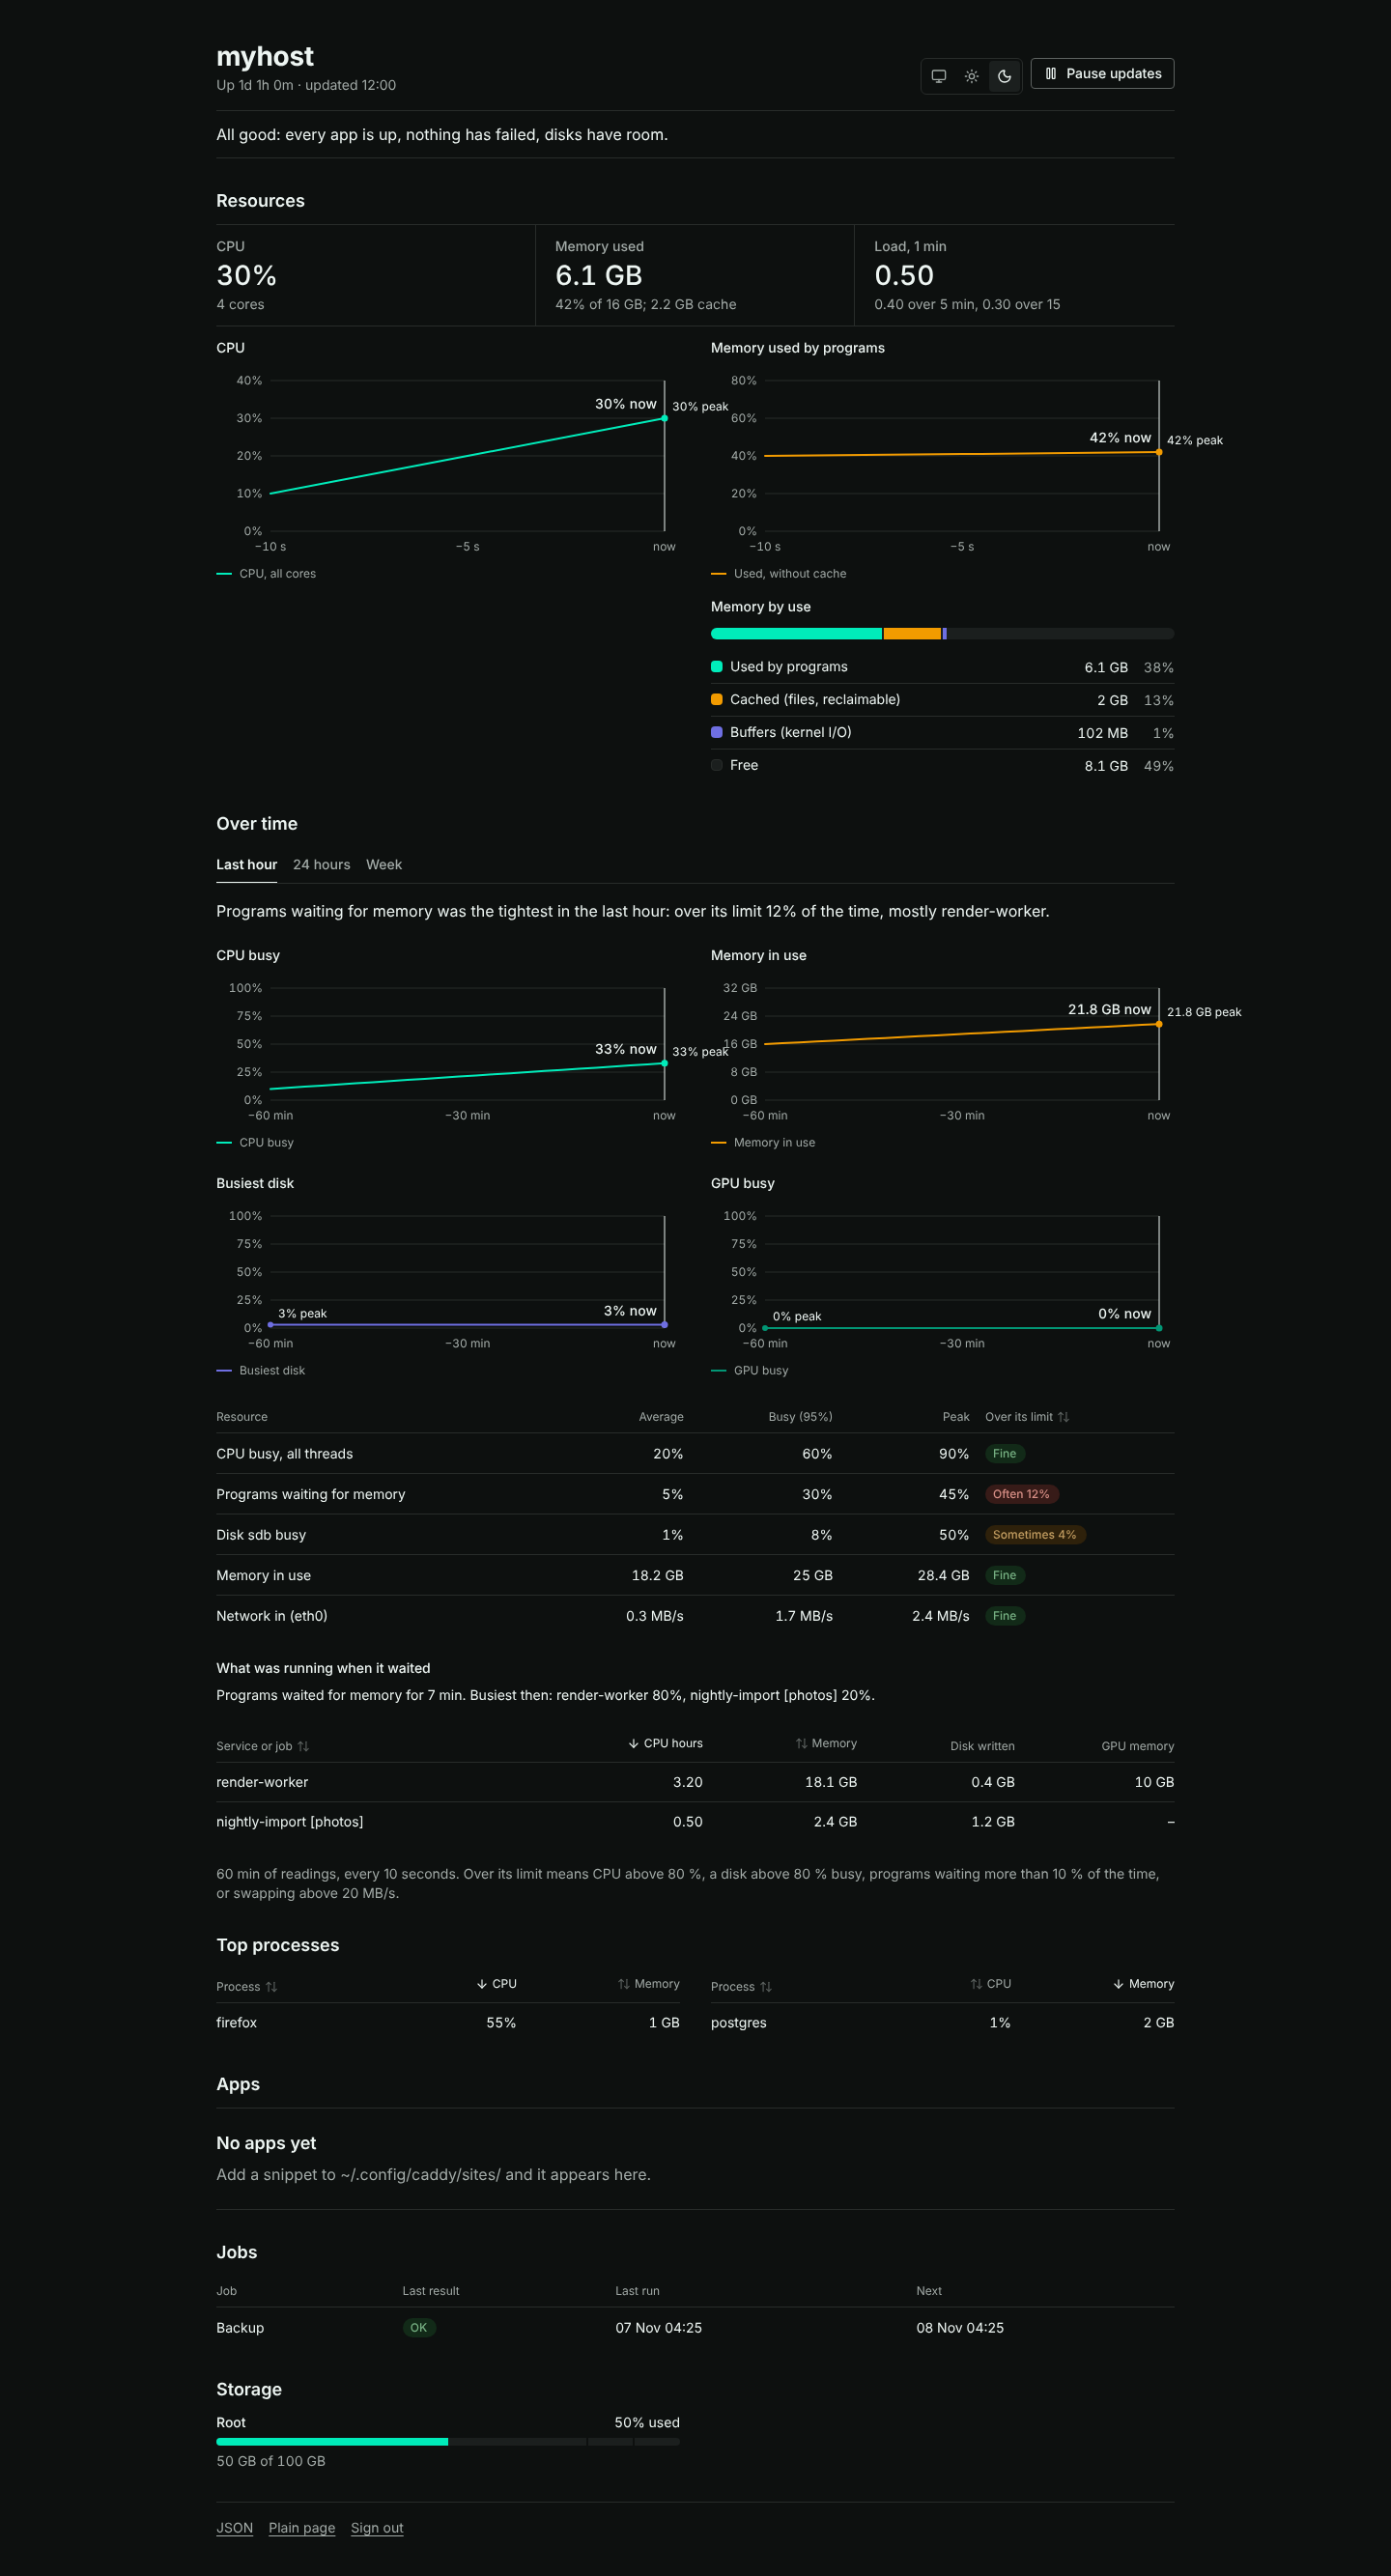 myhost
Up 1d 1h 0m · updated 12:00
Pause updates
All good: every app is up, nothing has failed, disks have room.
Resources
CPU
30%
4 cores
Memory used
6.1 GB
42% of 16 GB; 2.2 GB cache
Load, 1 min
0.50
0.40 over 5 min, 0.30 over 15
CPU
40%
30%
20%
10%
0%
30% now
30% peak
−10 s
−5 s
now
CPU, all cores
Memory used by programs
80%
60%
40%
20%
0%
42% now
42% peak
−10 s
−5 s
now
Used, without cache
Memory by use
Used by programs 6.1 GB 38%
Cached (files, reclaimable) 2 GB 13%
Buffers (kernel I/O) 102 MB 1%
Free 8.1 GB 49%
Over time
Last hour 24 hours Week
Programs waiting for memory was the tightest in the last hour: over its limit 12% of the time, mostly render-worker.
CPU busy
100%
75%
50%
25%
0%
33% now
33% peak
−60 min
−30 min
now
CPU busy
Memory in use
32 GB
24 GB
16 GB
8 GB
0 GB
21.8 GB now
21.8 GB peak
−60 min
−30 min
now
Memory in use
Busiest disk
100%
75%
50%
25%
0%
3% peak
3% now
−60 min
−30 min
now
Busiest disk
GPU busy
100%
75%
50%
25%
0%
0% peak
0% now
−60 min
−30 min
now
GPU busy
Resource Average Busy (95%) Peak Over its limit
CPU busy, all threads 20% 60% 90% Fine
Programs waiting for memory 5% 30% 45% Often 12%
Disk sdb busy 1% 8% 50% Sometimes 4%
Memory in use 18.2 GB 25 GB 28.4 GB Fine
Network in (eth0) 0.3 MB/s 1.7 MB/s 2.4 MB/s Fine
What was running when it waited
Programs waited for memory for 7 min. Busiest then: render-worker 80%, nightly-import [photos] 20%.
Service or job CPU hours Memory Disk written GPU memory
render-worker 3.20 18.1 GB 0.4 GB 10 GB
nightly-import [photos] 0.50 2.4 GB 1.2 GB –
60 min of readings, every 10 seconds. Over its limit means CPU above 80 %, a disk above 80 % busy, programs waiting more than 10 % of the time,
or swapping above 20 MB/s.
Top processes
Process CPU Memory
firefox 55% 1 GB
Process CPU Memory
postgres 1% 2 GB
Apps
No apps yet
Add a snippet to ~/.config/caddy/sites/ and it appears here.
Jobs
Job Last result Last run Next
Backup OK 07 Nov 04:25 08 Nov 04:25
Storage
Root 50% used
50 GB of 100 GB
JSON Plain page Sign out